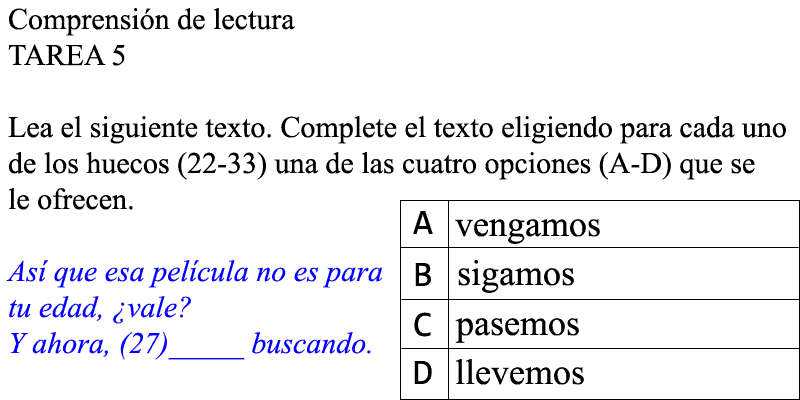 Comprensión de lectura
TAREA 5
Lea el siguiente texto. Complete el texto eligiendo para cada uno
de los huecos (22-33) una de las cuatro opciones (A-D) que se
le ofrecen.
Así que esa película no es para
tu edad, ¿vale?
Y ahora, (27)_____ buscando.
A vengamos
B sigamos
C pasemos
D llevemos